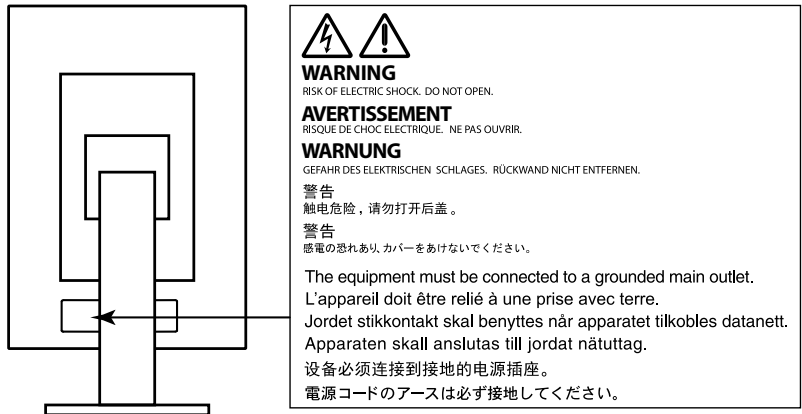 WARNING
RISK OF ELECTRIC SHOCK. DO NOT OPEN.
AVERTISSEMENT
RISQUE DE CHOC ELECTRIQUE. NE PAS OUVRIR.
WARNUNG
GEFAHR DES ELEKTRISCHEN SCHLAGES. RÜCKWAND NICHT ENTFERNEN.
警告
触电危险，请勿打开后盖。
警告
感電の恐れあり、カバーをあけないでください。
The equipment must be connected to a grounded main outlet.
L'appareil doit être relié à une prise avec terre.
Jordet stikkontakt skal benyttes når apparatet tilkobles datanett.
Apparaten skall anslutas till jordat nätuttag.
设备必须连接到接地的电源插座。
電源コードのアースは必ず接地してください。